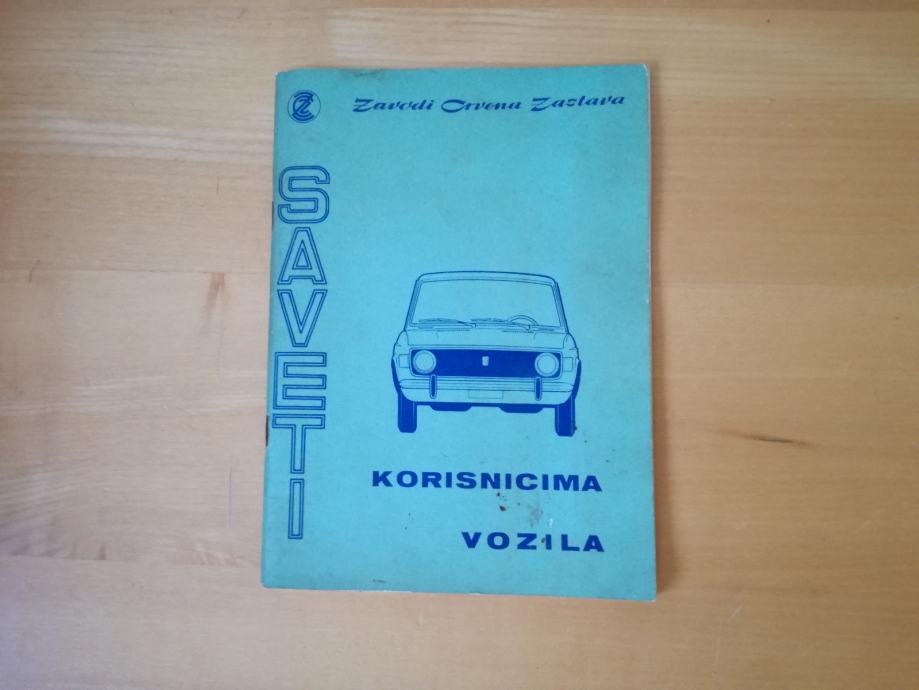 Zavodi Crvena Zastava
SAVETI
KORISNICIMA
VOZILA